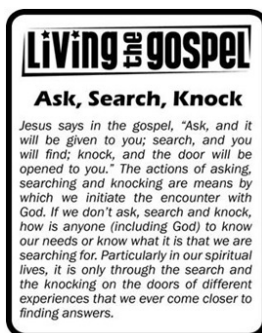 Living the gospel
Ask, Search, Knock
Jesus says in the gospel, "Ask, and it
will be given to you; search, and you
will find; knock, and the door will be
opened to you." The actions of asking,
searching and knocking are means by
which we initiate the encounter with
God. If we don't ask, search and knock,
how is anyone (including God) to know
our needs or know what it is that we are
searching for. Particularly in our spiritual
lives, it is only through the search and
the knocking on the doors of different
experiences that we ever come closer to
finding answers.